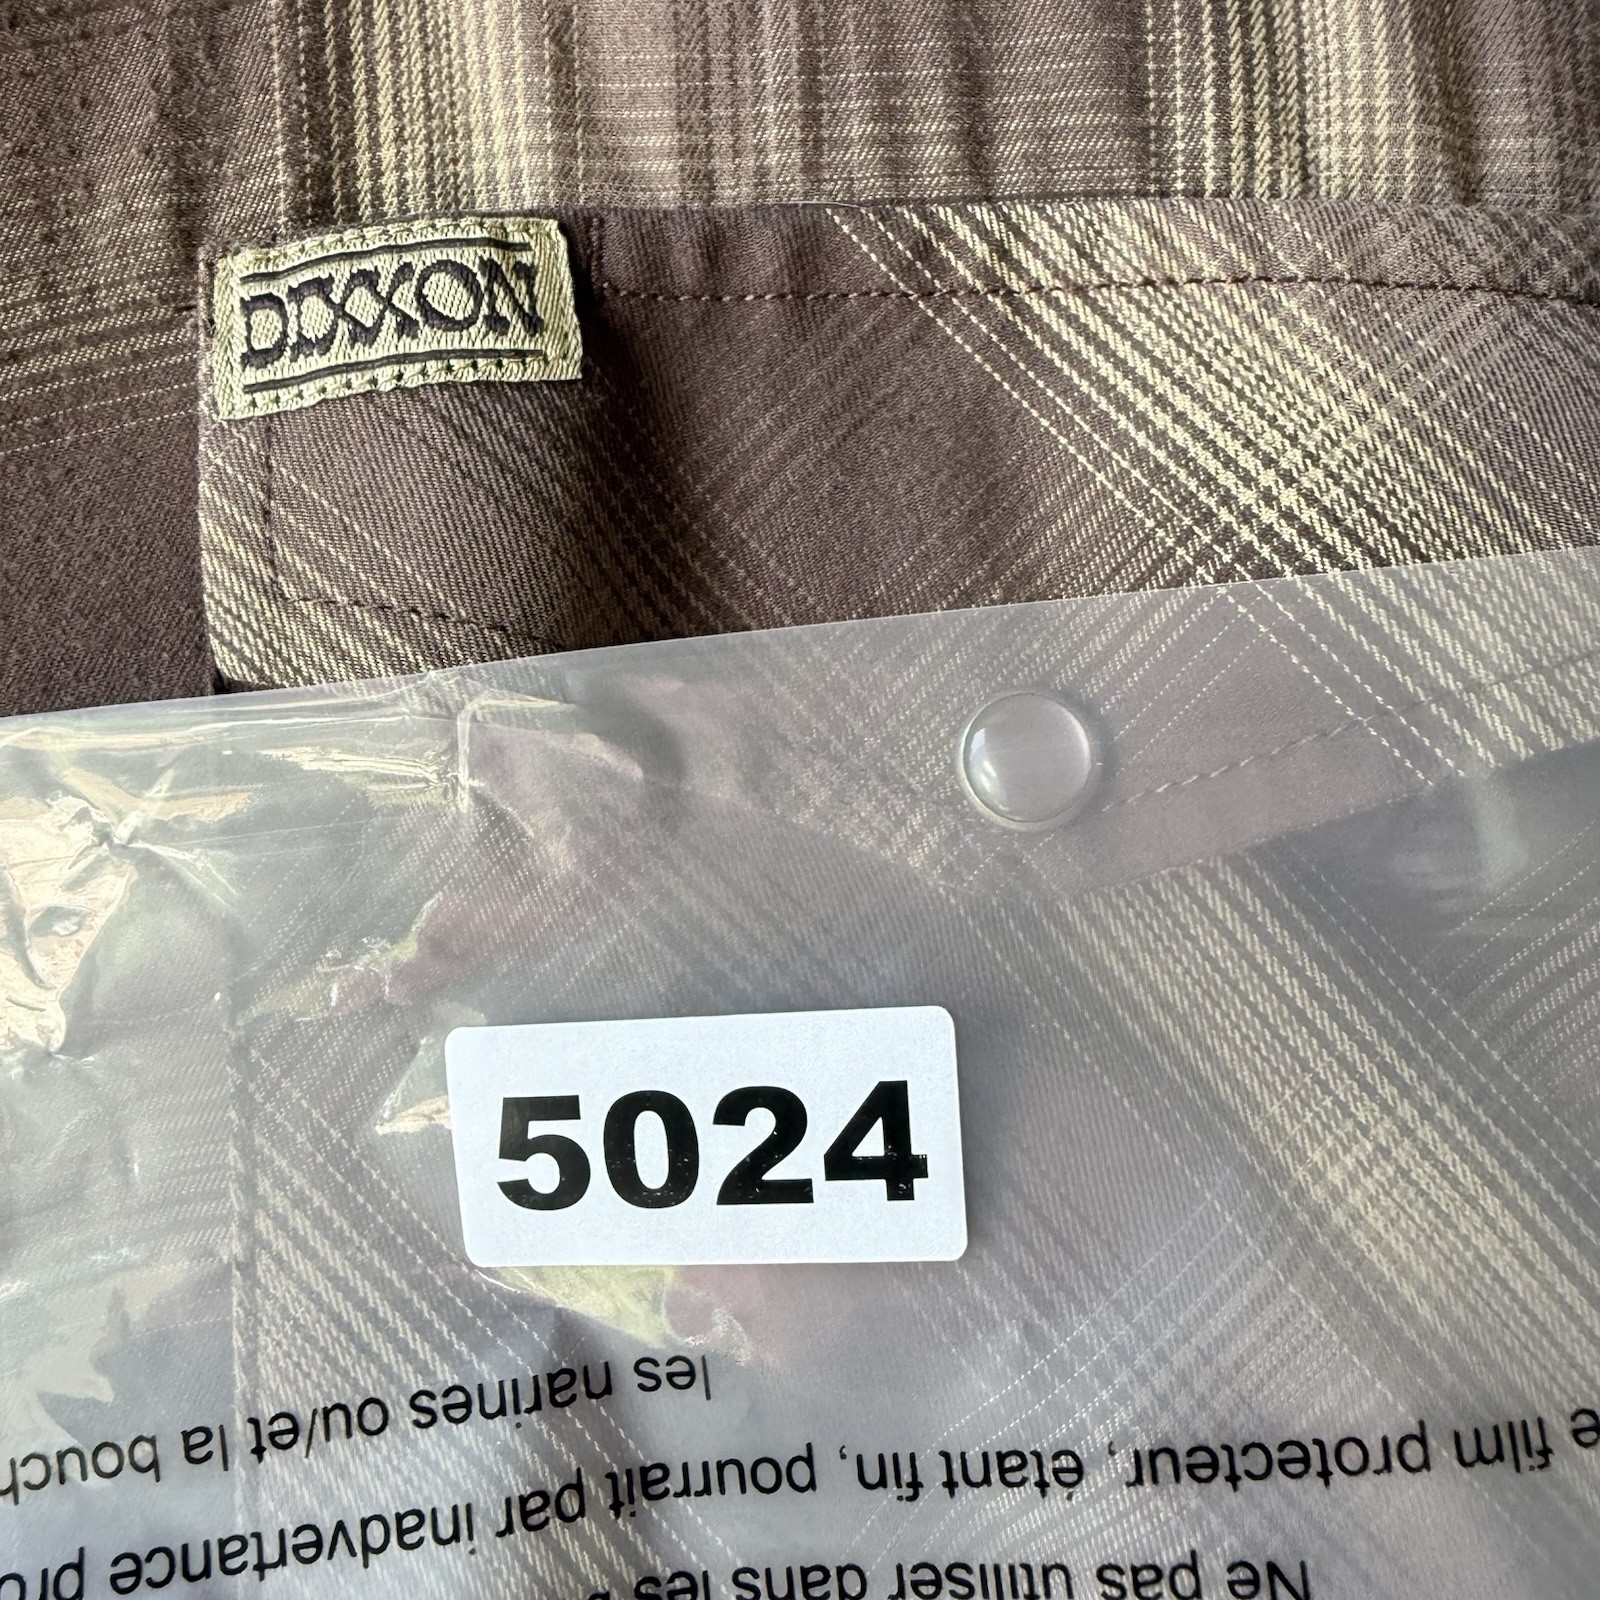 DIXXON
5024
Ne pas utiliser dans les
e film protecteur, étant fin, pourrait par inadvertance
les narines ou/et la bouch